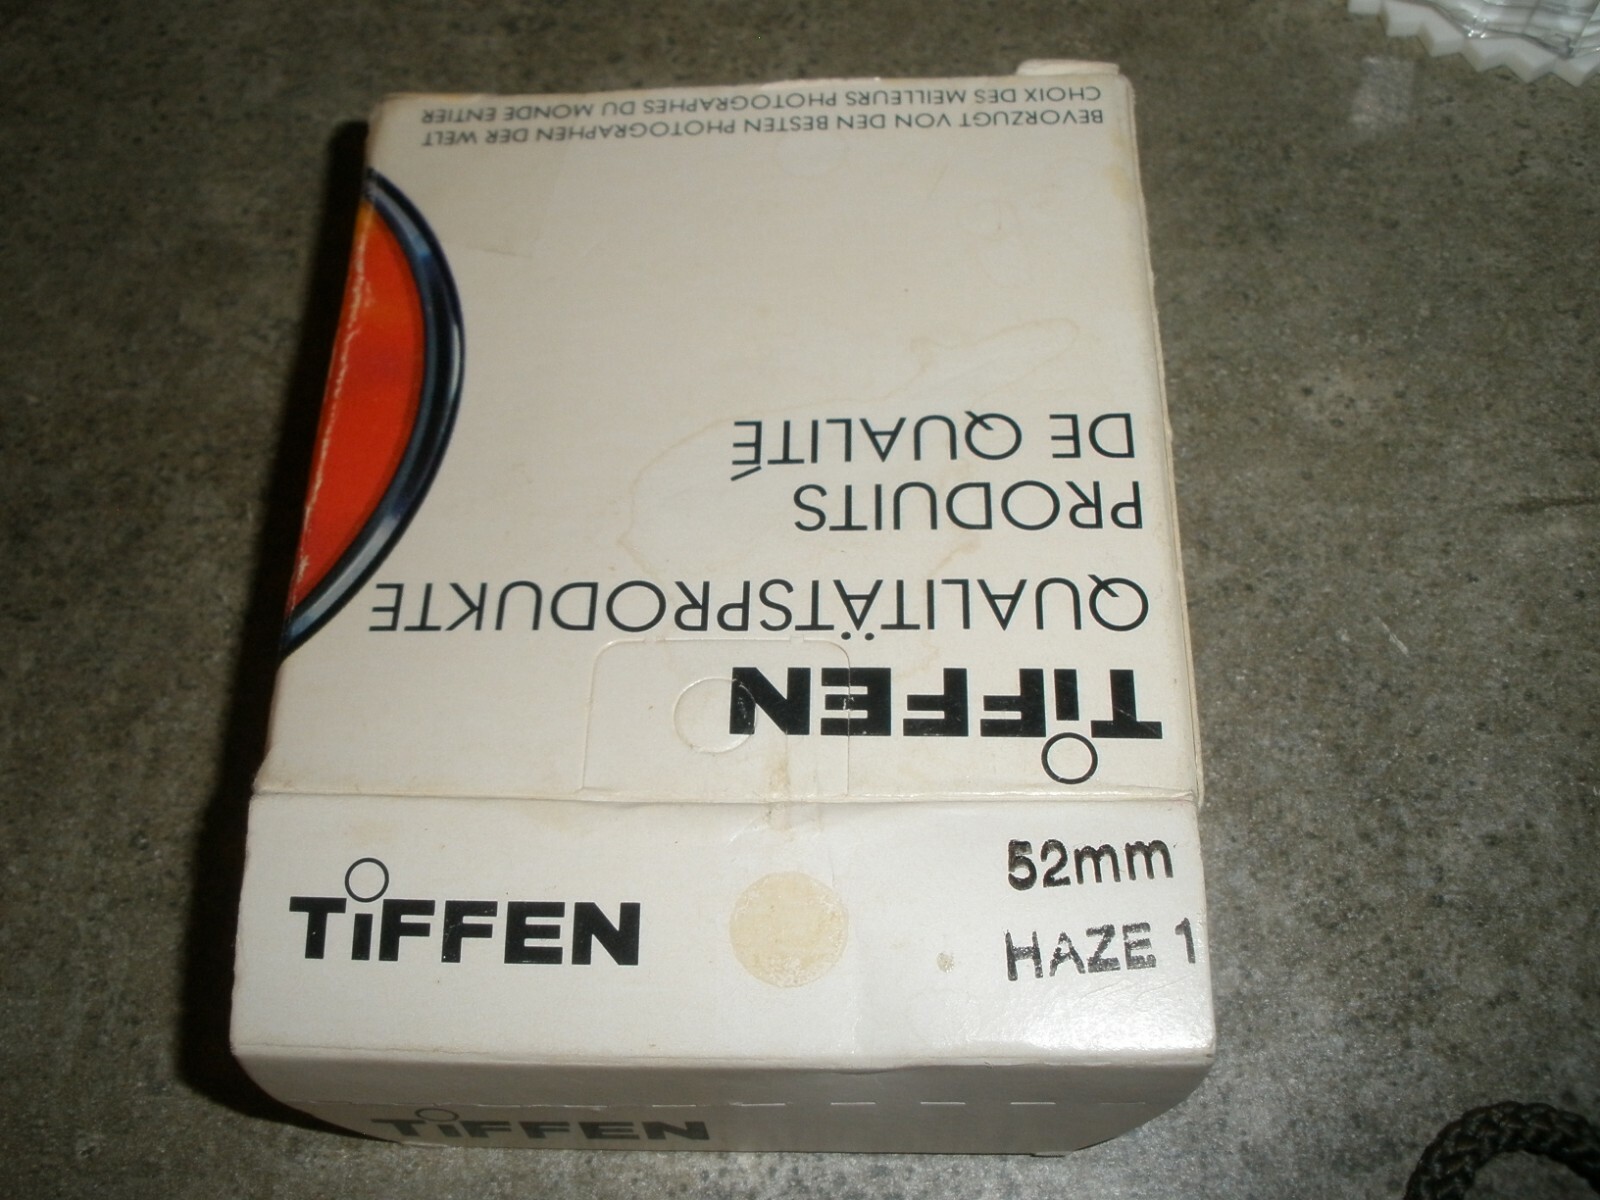 TiFFEN
QUALITÄTSPRODUKTE
PRODUITS
DE QUALITÉ
BEVORZUGT VON DEN BESTEN PHOTOGRAPHEN DER WELT
CHOIX DES MEILLEURS PHOTOGRAPHES DU MONDE ENTIER
TiFFEN
52mm
HAZE 1
TiFFEN